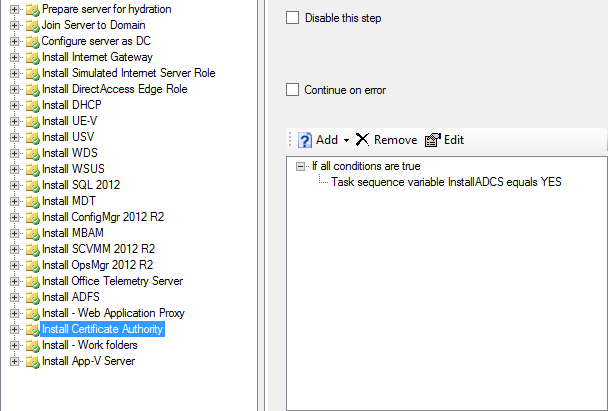 Prepare server for hydration
Join Server to Domain
Configure server as DC
Install Internet Gateway
Install Simulated Internet Server Role
Install DirectAccess Edge Role
Install DHCP
Install UE-V
Install USV
Install WDS
Install WSUS
Install SQL 2012
Install MDT
Install ConfigMgr 2012 R2
Install MBAM
Install SCVMM 2012 R2
Install OpsMgr 2012 R2
Install Office Telemetry Server
Install ADFS
Install - Web Application Proxy
Install Certificate Authority
Install - Work folders
Install App-V Server
Disable this step
Continue on error
Add Remove Edit
If all conditions are true
Task sequence variable InstallADCS equals YES